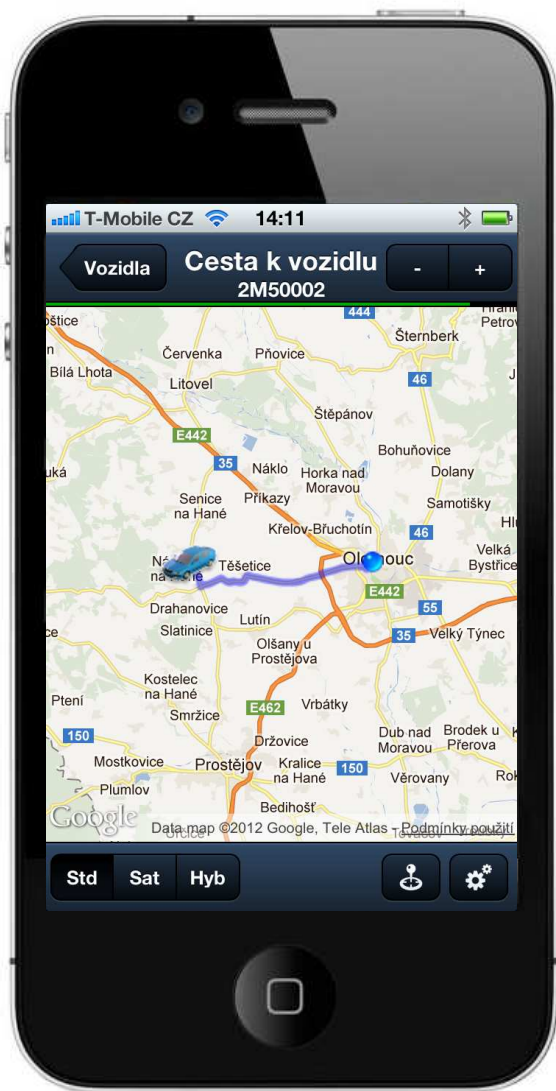 T-Mobile CZ 14:11
Vozidla
Cesta k vozidlu
2M50002
- +
444
Petrov
Šternberk
Červenka
Pňovice
Bílá Lhota
Litovel
46
Štěpánov
E442
Bohuňovice
35
Náklo
Horka nad
Moravou
Dolany
Senice
na Hané
Příkazy
Samotišky
Křelov-Břuchotín
46
Těšetice
Olomouc
Velká
Bystřice
E442
Drahanovice
55
Slatinice
Lutín
35
Velký Týnec
Olšany u
Prostějova
Kostelec
na Hané
Ptení
Smržice
E462
Vrbátky
150
Držovice
Dub nad
Moravou
Brodek u
Přerova
Mostkovice
Prostějov
Kralice
na Hané
150
Věrovany
Plumlov
Bedihošť
Google
Data map ©2012 Google, Tele Atlas - Podmínky použití
Std Sat Hyb